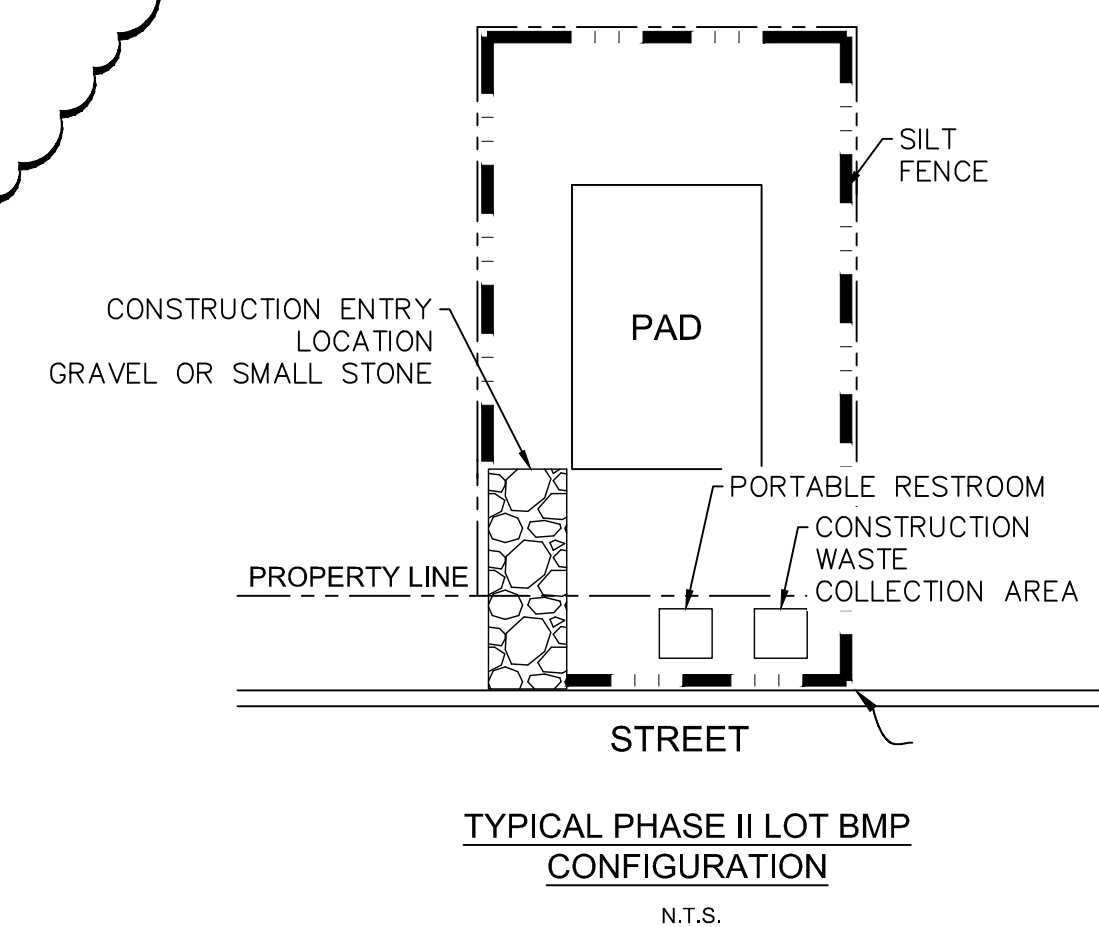 SILT
FENCE
CONSTRUCTION ENTRY
LOCATION
GRAVEL OR SMALL STONE
PAD
PORTABLE RESTROOM
CONSTRUCTION
WASTE
COLLECTION AREA
PROPERTY LINE
STREET
TYPICAL PHASE II LOT BMP
CONFIGURATION
N.T.S.